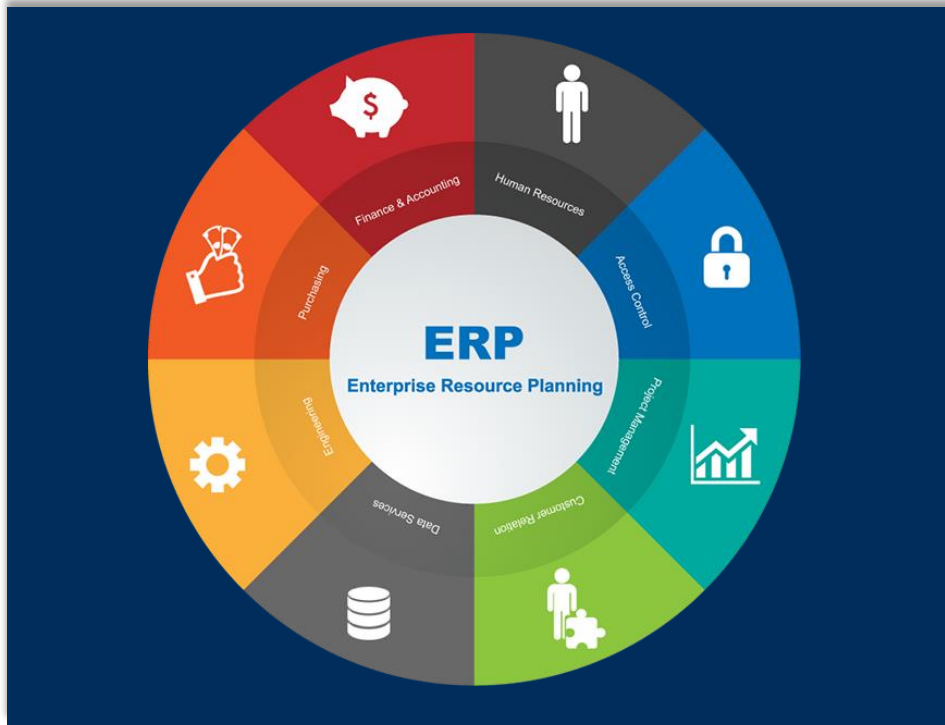 ERP
Enterprise Resource Planning
Human Resources
Access Control
Project Management
Customer Relation
Data Services
Engineering
Purchasing
Finance & Accounting
$